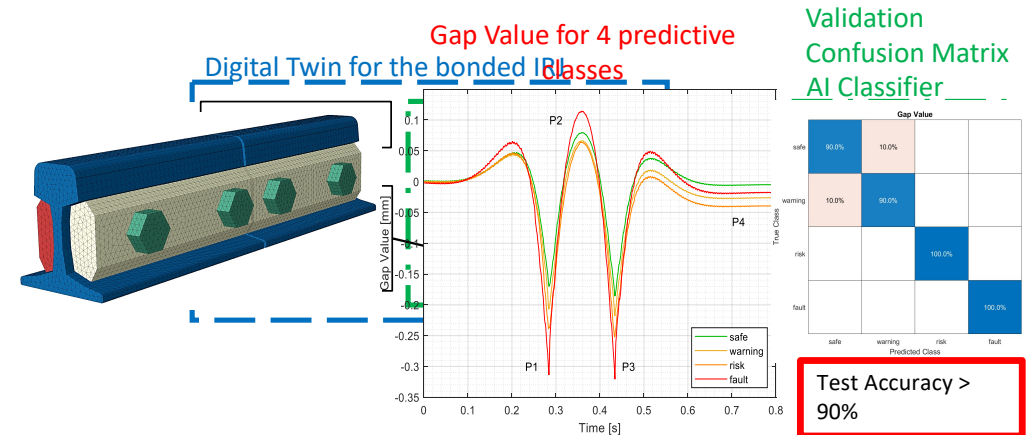 Gap Value for 4 predictive
classes
Digital Twin for the bonded IRJ
Validation
Confusion Matrix
AI Classifier
0.1
0.05
0
-0.05
-0.1
-0.15
-0.2
-0.25
-0.3
-0.35
Gap Value [mm]
P2
P4
P1
P3
safe
warning
risk
fault
0 0.1 0.2 0.3 0.4 0.5 0.6 0.7 0.8
Time [s]
Gap Value
True Class
safe 90.0% 10.0%
warning 10.0% 90.0%
risk 100.0%
fault 100.0%
safe warning risk fault
Predicted Class
Test Accuracy >
90%